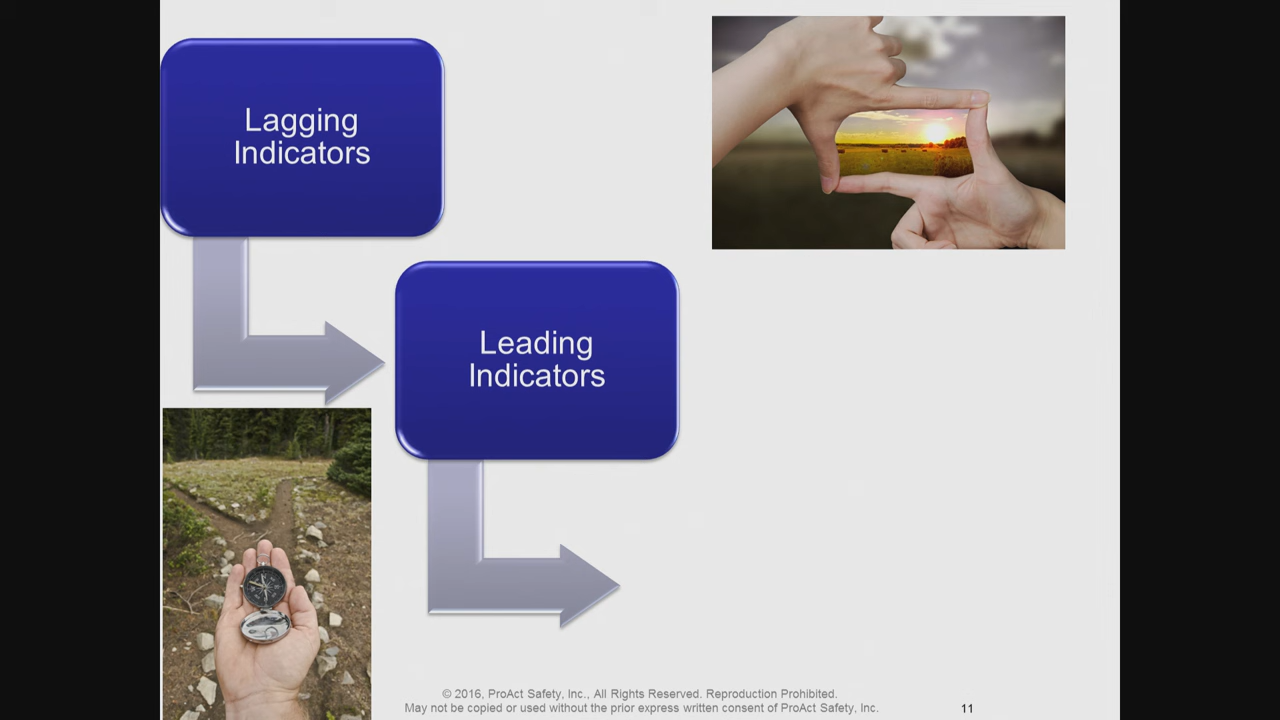 Lagging
Indicators
Leading
Indicators
© 2016, ProAct Safety, Inc., All Rights Reserved. Reproduction Prohibited.
May not be copied or used without the prior express written consent of ProAct Safety, Inc.
11